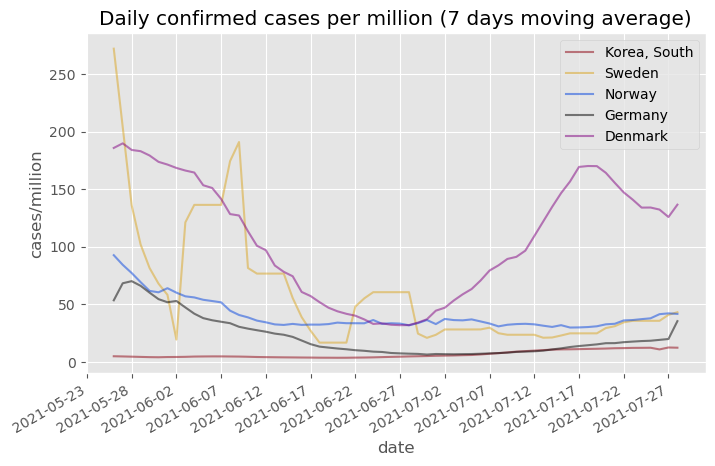 Daily confirmed cases per million (7 days moving average)
Korea, South
Sweden
Norway
Germany
Denmark
cases/million
250
200
150
100
50
0
2021-05-23
2021-05-28
2021-06-02
2021-06-07
2021-06-12
2021-06-17
2021-06-22
2021-06-27
2021-07-02
2021-07-07
2021-07-12
2021-07-17
2021-07-22
2021-07-27
date